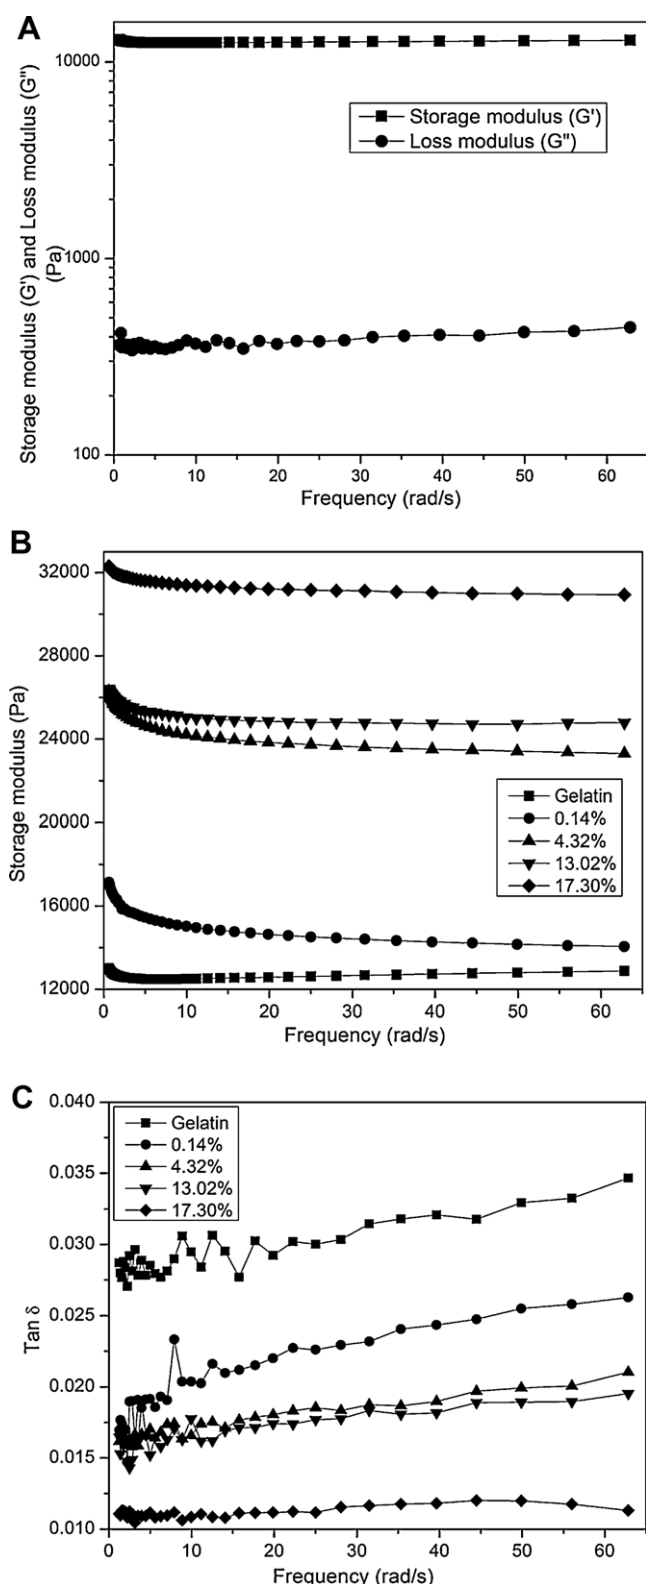 A
10000
1000
100
Storage modulus (G') and Loss modulus (G")
(Pa)
Storage modulus (G')
Loss modulus (G")
0 10 20 30 40 50 60
Frequency (rad/s)
B
32000
28000
24000
20000
16000
12000
Storage modulus (Pa)
Gelatin
0.14%
4.32%
13.02%
17.30%
0 10 20 30 40 50 60
Frequency (rad/s)
C
0.040
0.035
0.030
0.025
0.020
0.015
0.010
Tan δ
Gelatin
0.14%
4.32%
13.02%
17.30%
0 10 20 30 40 50 60
Frequency (rad/s)